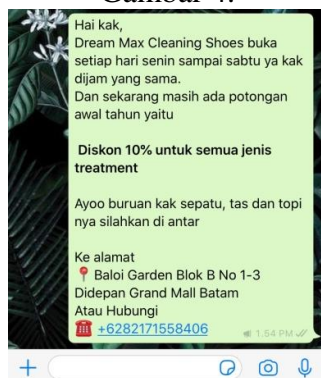 Hai kak,
Dream Max Cleaning Shoes buka
setiap hari senin sampai sabtu ya kak
dijam yang sama.
Dan sekarang masih ada potongan
awal tahun yaitu
Diskon 10% untuk semua jenis
treatment
Ayoo buruan kak sepatu, tas dan topi
nya silahkan di antar
Ke alamat
📍 Baloi Garden Blok B No 1-3
Didepan Grand Mall Batam
Atau Hubungi
☎️ +6282171558406
1.54 PM